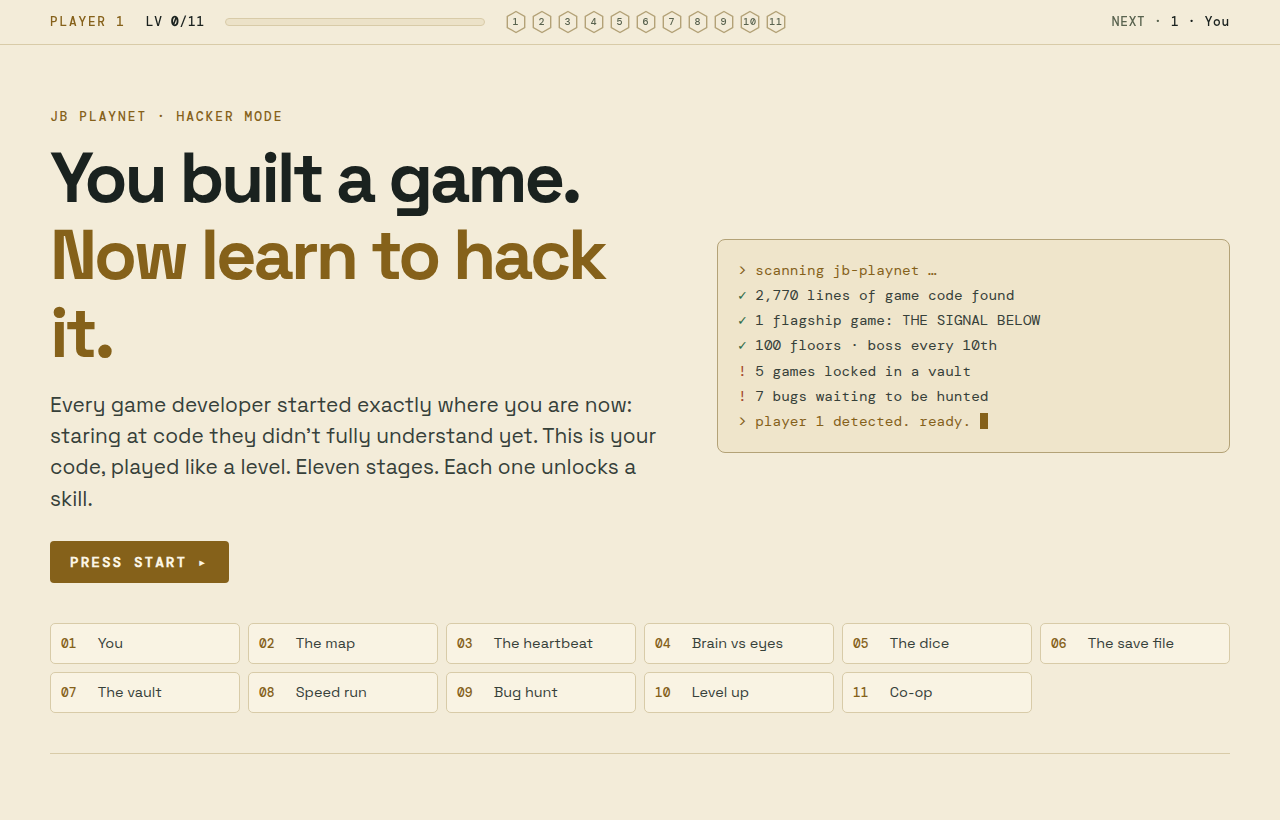 PLAYER 1 LV 0/11 1 2 3 4 5 6 7 8 9 10 11 NEXT · 1 · You
JB PLAYNET · HACKER MODE
You built a game.
Now learn to hack
it.
Every game developer started exactly where you are now:
staring at code they didn't fully understand yet. This is your
code, played like a level. Eleven stages. Each one unlocks a
skill.
PRESS START ▸
› scanning jb-playnet …
✓ 2,770 lines of game code found
✓ 1 flagship game: THE SIGNAL BELOW
✓ 100 floors · boss every 10th
! 5 games locked in a vault
! 7 bugs waiting to be hunted
› player 1 detected. ready.
01 You 02 The map 03 The heartbeat 04 Brain vs eyes 05 The dice 06 The save file
07 The vault 08 Speed run 09 Bug hunt 10 Level up 11 Co-op